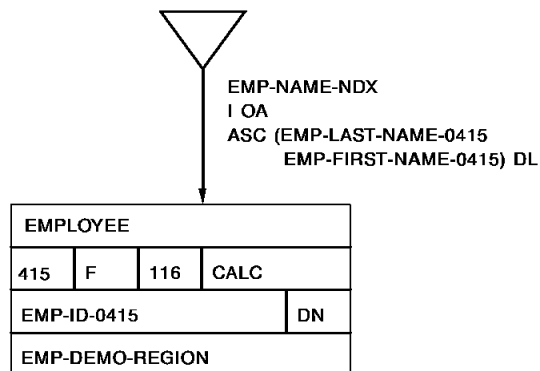 EMP-NAME-NDX
I OA
ASC (EMP-LAST-NAME-0415
EMP-FIRST-NAME-0415) DL
EMPLOYEE
415 F 116 CALC
EMP-ID-0415 DN
EMP-DEMO-REGION